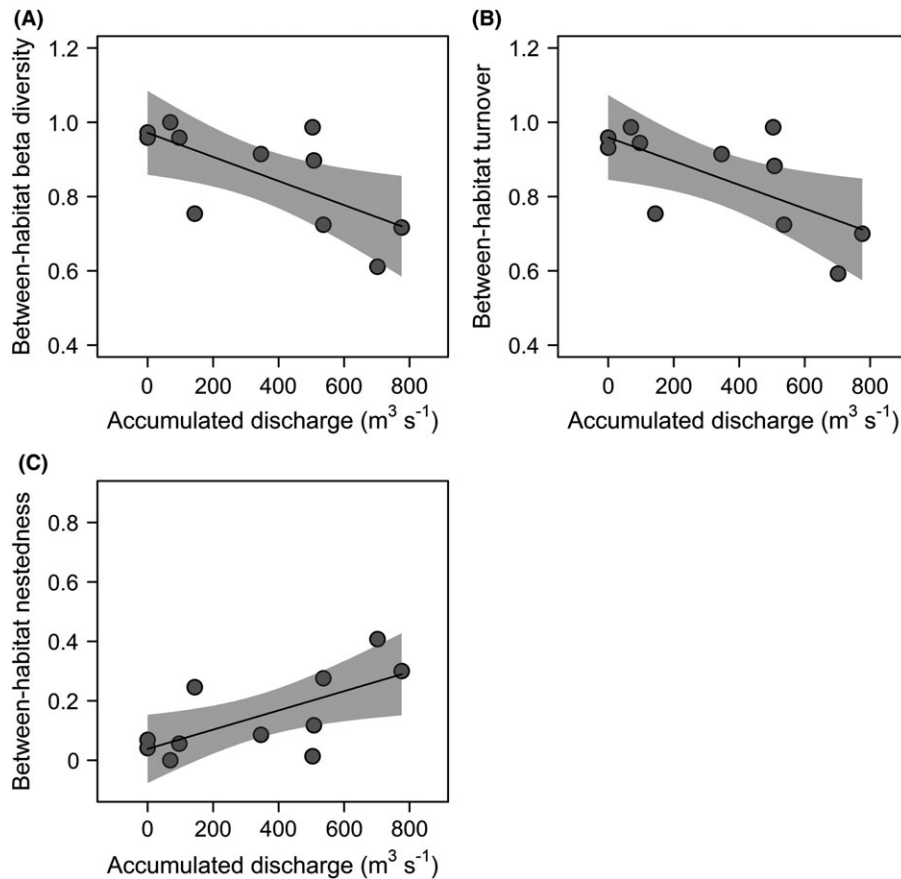 (A)
Between-habitat beta diversity
1.2
1.0
0.8
0.6
0.4
0 200 400 600 800
Accumulated discharge (m³ s⁻¹)
(B)
Between-habitat turnover
1.2
1.0
0.8
0.6
0.4
0 200 400 600 800
Accumulated discharge (m³ s⁻¹)
(C)
Between-habitat nestedness
0.8
0.6
0.4
0.2
0
0 200 400 600 800
Accumulated discharge (m³ s⁻¹)